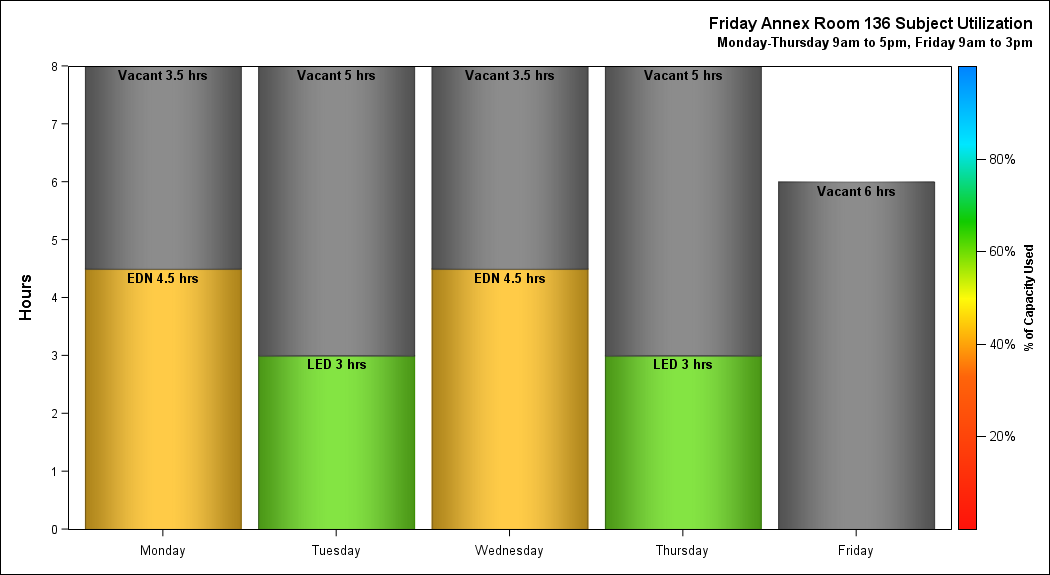 Friday Annex Room 136 Subject Utilization
Monday-Thursday 9am to 5pm, Friday 9am to 3pm
Hours
8
7
6
5
4
3
2
1
0
Vacant 3.5 hrs
EDN 4.5 hrs
Vacant 5 hrs
LED 3 hrs
Vacant 3.5 hrs
EDN 4.5 hrs
Vacant 5 hrs
LED 3 hrs
Vacant 6 hrs
Monday
Tuesday
Wednesday
Thursday
Friday
80%
60%
40%
20%
% of Capacity Used